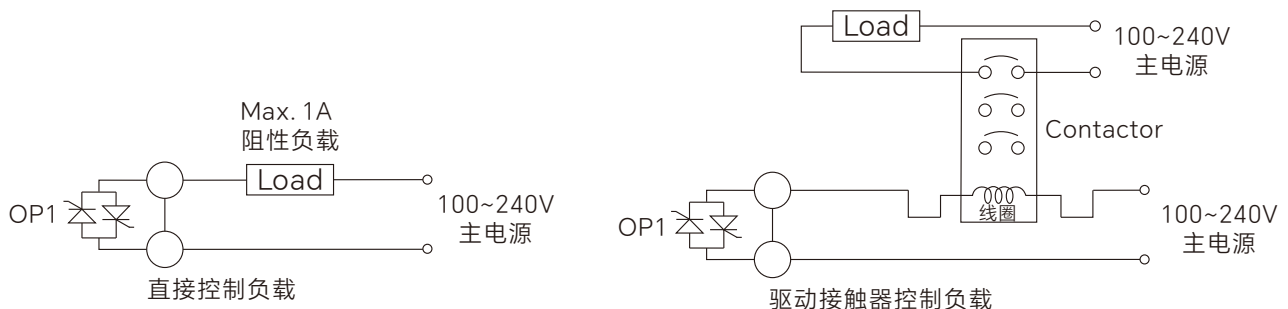 Max. 1A
阻性负载
Load
OP1
100~240V
主电源
直接控制负载
Load
100~240V
主电源
Contactor
线圈
OP1
100~240V
主电源
驱动接触器控制负载